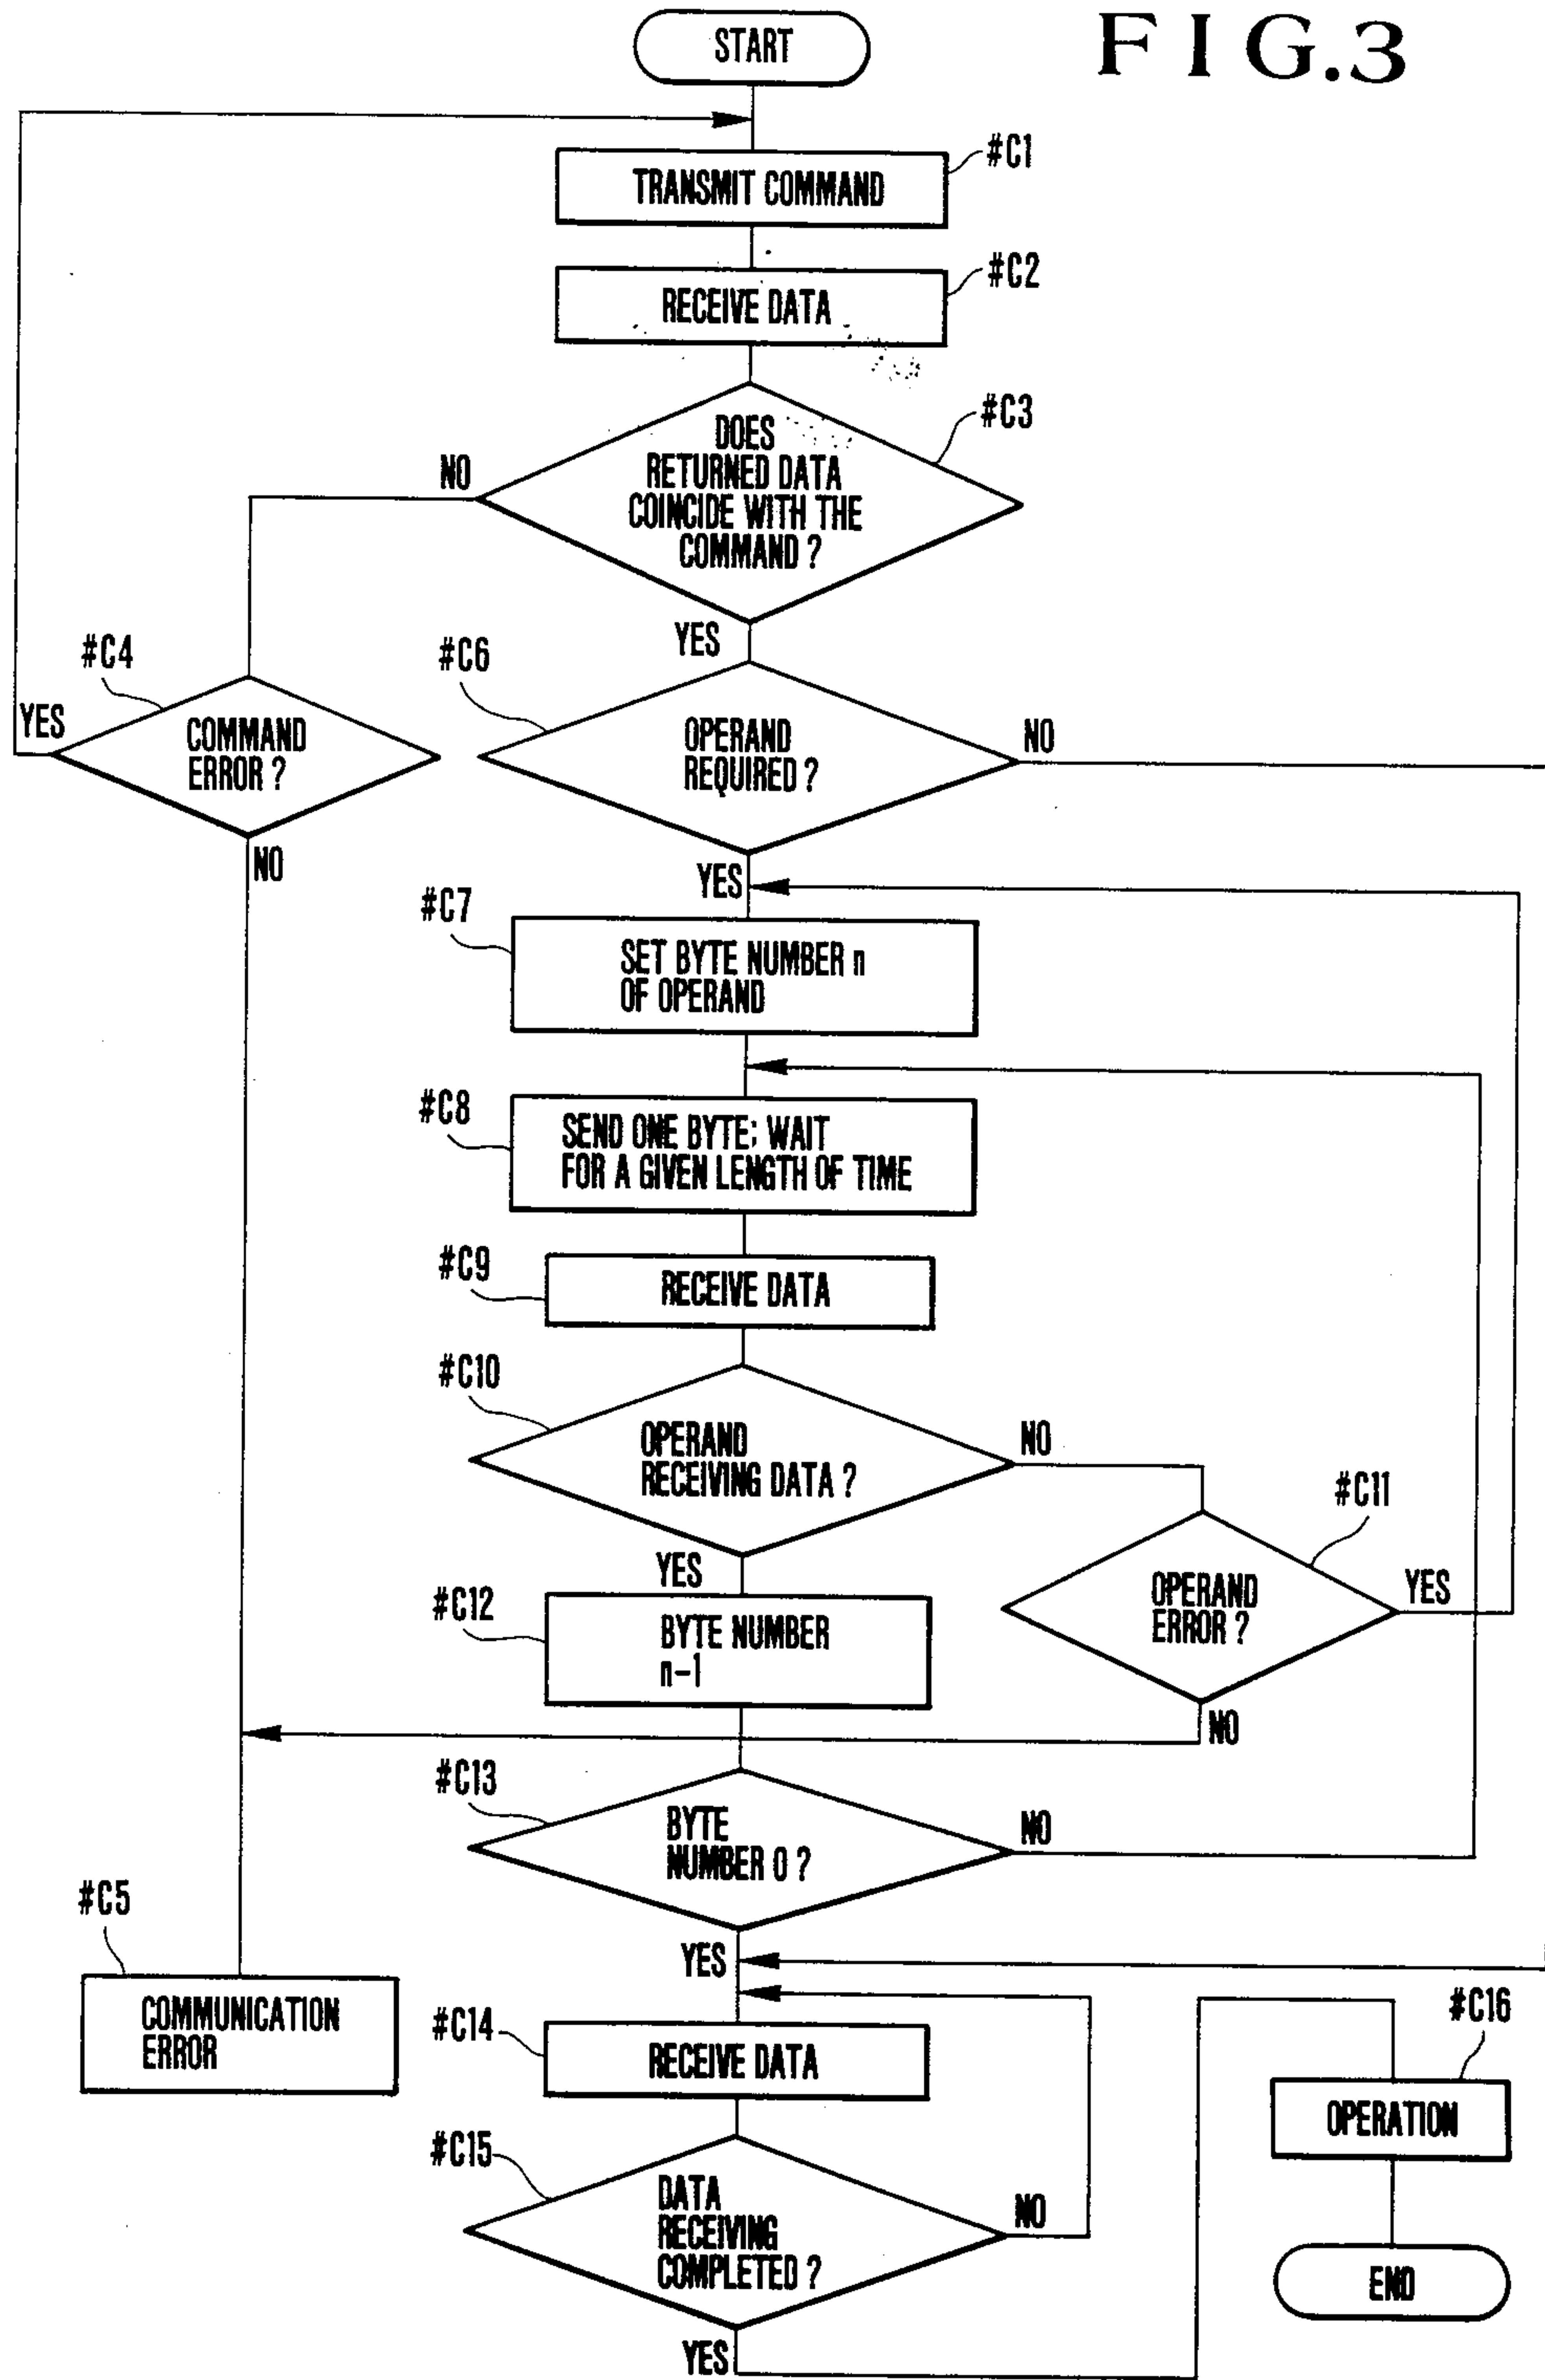 FIG.3
START
#C1
TRANSMIT COMMAND
#C2
RECEIVE DATA
#C3
DOES
RETURNED DATA
COINCIDE WITH THE
COMMAND ?
NO
YES
#C4
COMMAND
ERROR ?
YES
NO
#C6
OPERAND
REQUIRED ?
NO
YES
#C7
SET BYTE NUMBER n
OF OPERAND
#C8
SEND ONE BYTE; WAIT
FOR A GIVEN LENGTH OF TIME
#C9
RECEIVE DATA
#C10
OPERAND
RECEIVING DATA ?
NO
YES
#C11
OPERAND
ERROR ?
YES
NO
#C12
BYTE NUMBER
n-1
#C13
BYTE
NUMBER 0 ?
NO
YES
#C5
COMMUNICATION
ERROR
#C14
RECEIVE DATA
#C15
DATA
RECEIVING
COMPLETED ?
NO
YES
#C16
OPERATION
END